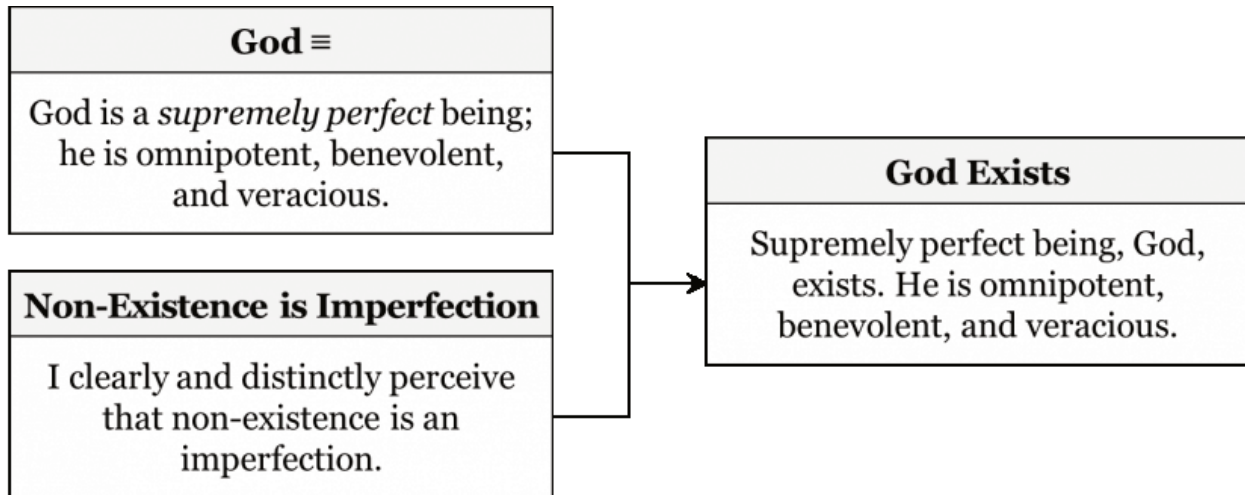 God ≡
God is a supremely perfect being;
he is omnipotent, benevolent,
and veracious.
Non-Existence is Imperfection
I clearly and distinctly perceive
that non-existence is an
imperfection.
God Exists
Supremely perfect being, God,
exists. He is omnipotent,
benevolent, and veracious.